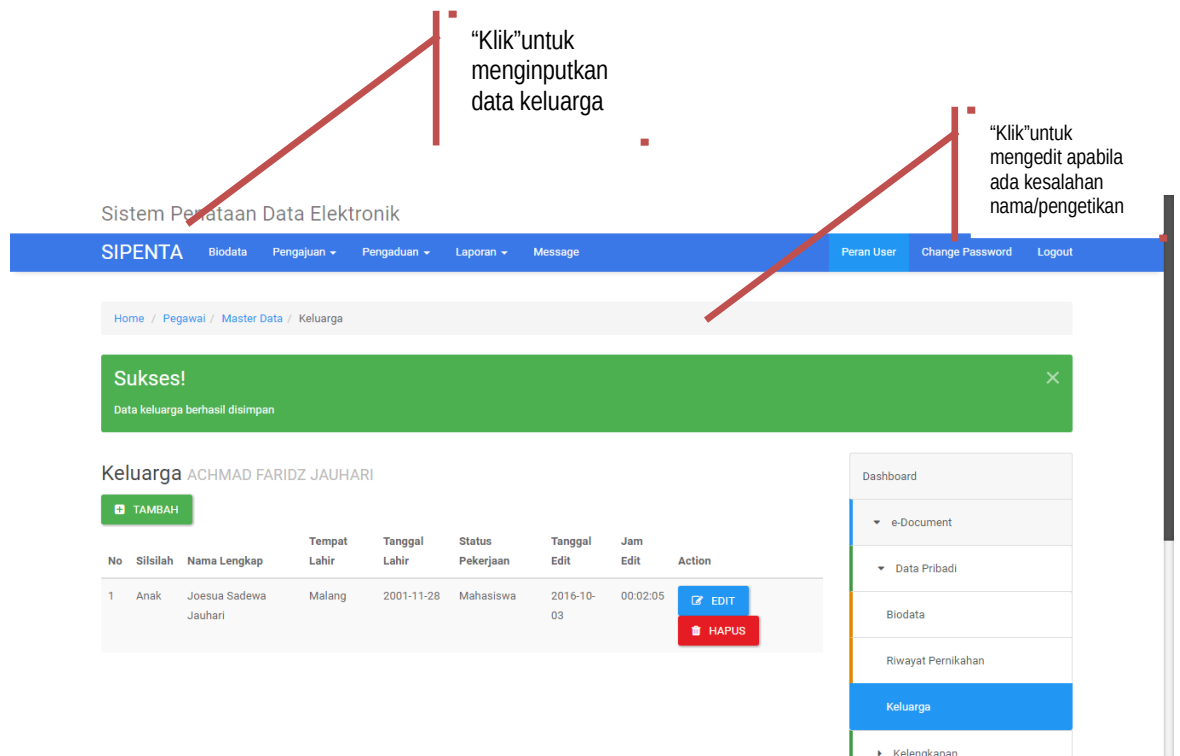 “Klik”untuk
menginputkan
data keluarga
“Klik”untuk
mengedit apabila
ada kesalahan
nama/pengetikan
Sistem Penataan Data Elektronik
SIPENTA Biodata Pengajuan Pengaduan Laporan Message Peran User Change Password Logout
Home / Pegawai / Master Data / Keluarga
Sukses!
Data keluarga berhasil disimpan
Keluarga ACHMAD FARIDZ JAUHARI
TAMBAH
No Silsilah Nama Lengkap Tempat Lahir Tanggal Lahir Status Pekerjaan Tanggal Edit Jam Edit Action
1 Anak Joesua Sadewa Jauhari Malang 2001-11-28 Mahasiswa 2016-10-03 00:02:05 EDIT
HAPUS
Dashboard
e-Document
Data Pribadi
Biodata
Riwayat Pernikahan
Keluarga
Kelengkapan